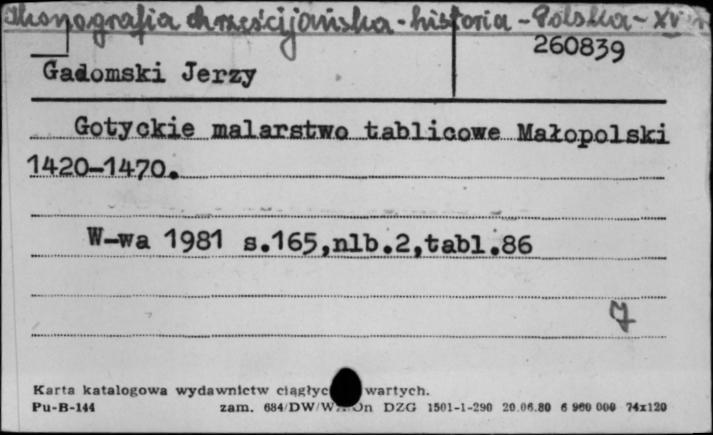 Ikonografia chrześcijańska - historia - Polska - XV w
260839
Gadomski Jerzy
Gotyckie malarstwo tablicowe Małopolski
1420-1470.
W-wa 1981 s.165,nlb.2,tabl.86
7
Karta katalogowa wydawnictw ciągłyc wartych.
Pu-B-144 zam. 684/DW/W On DZG 1501-1-290 20.06.80 6 960 000 74x120